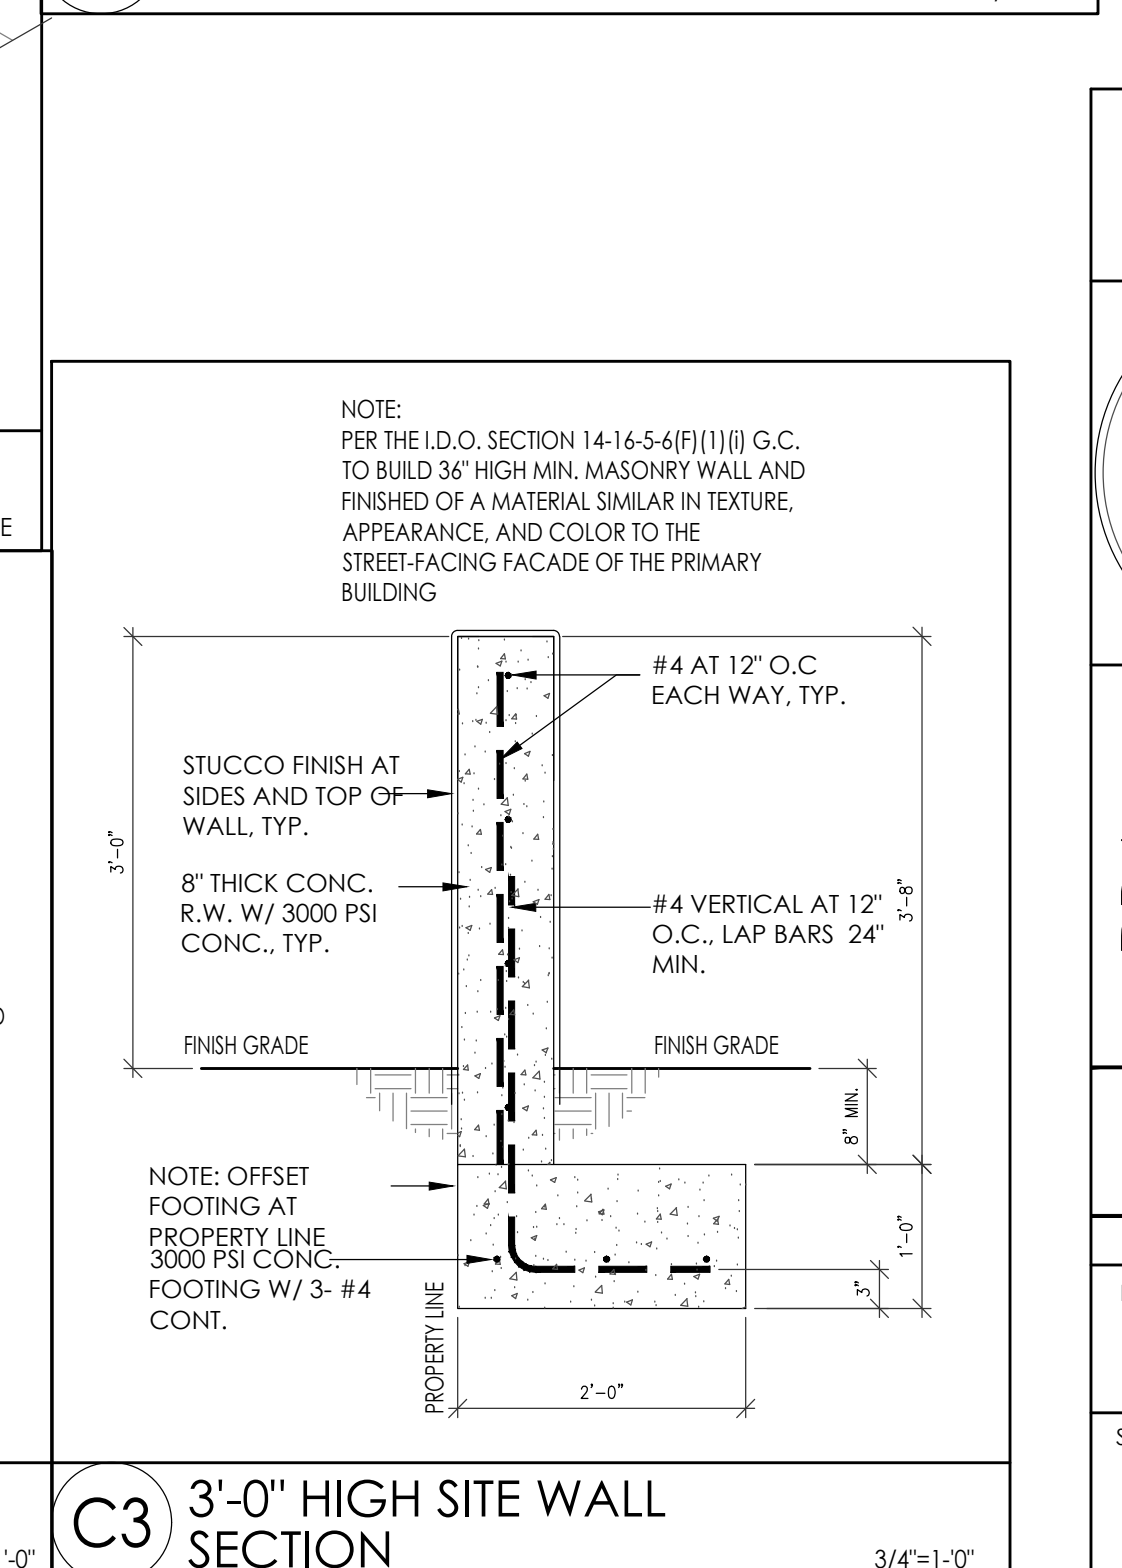 NOTE:
PER THE I.D.O. SECTION 14-16-5-6(F)(1)(i) G.C.
TO BUILD 36" HIGH MIN. MASONRY WALL AND
FINISHED OF A MATERIAL SIMILAR IN TEXTURE,
APPEARANCE, AND COLOR TO THE
STREET-FACING FACADE OF THE PRIMARY
BUILDING
E
#4 AT 12" O.C
EACH WAY, TYP.
STUCCO FINISH AT
SIDES AND TOP OF
WALL, TYP.
3'-0"
8" THICK CONC.
R.W. W/ 3000 PSI
CONC., TYP.
#4 VERTICAL AT 12"
O.C., LAP BARS 24"
MIN.
3'-8"
FINISH GRADE
FINISH GRADE
8" MIN.
NOTE: OFFSET
FOOTING AT
PROPERTY LINE
3000 PSI CONC.
FOOTING W/ 3- #4
CONT.
1'-0"
3"
PROPERTY LINE
2'-0"
C3
3'-0" HIGH SITE WALL
SECTION
3/4"=1-'0"
'-0"